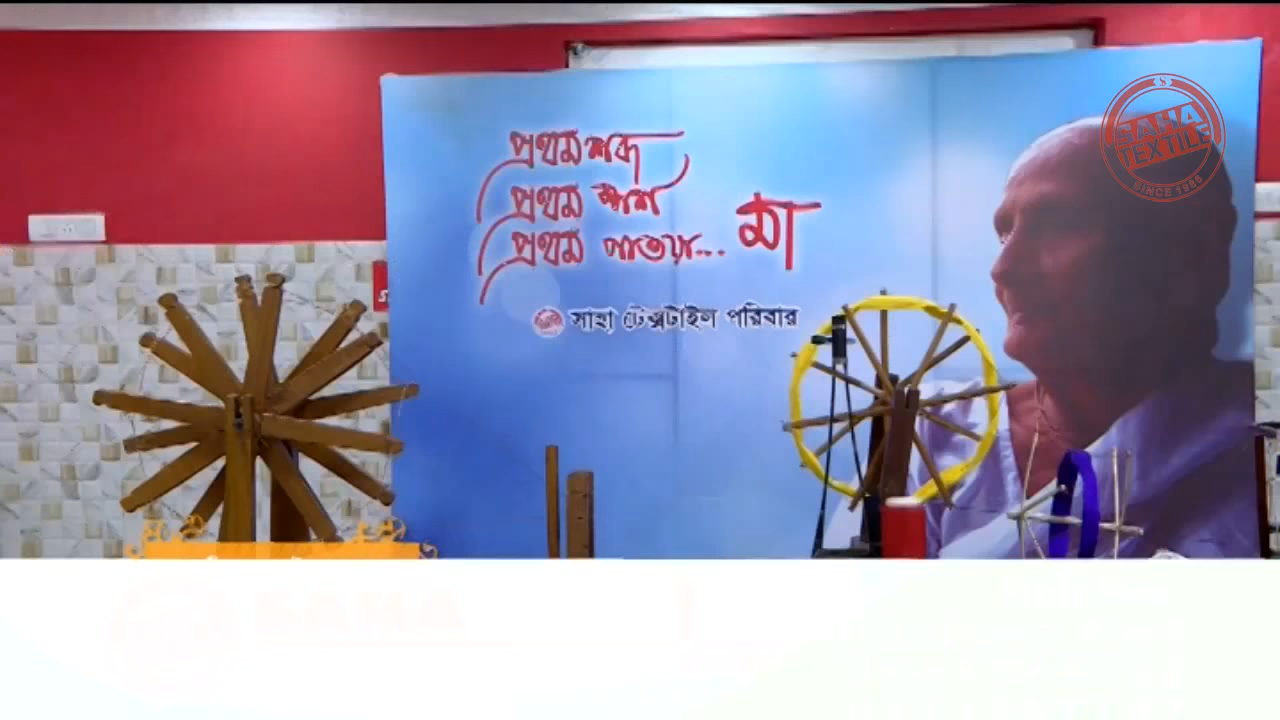 প্রথম শব্দ
প্রথম স্পর্শ
প্রথম পাওয়া... মা
সাহা টেক্সটাইল পরিবার
SAHA
TEXTILE
SINCE 1985